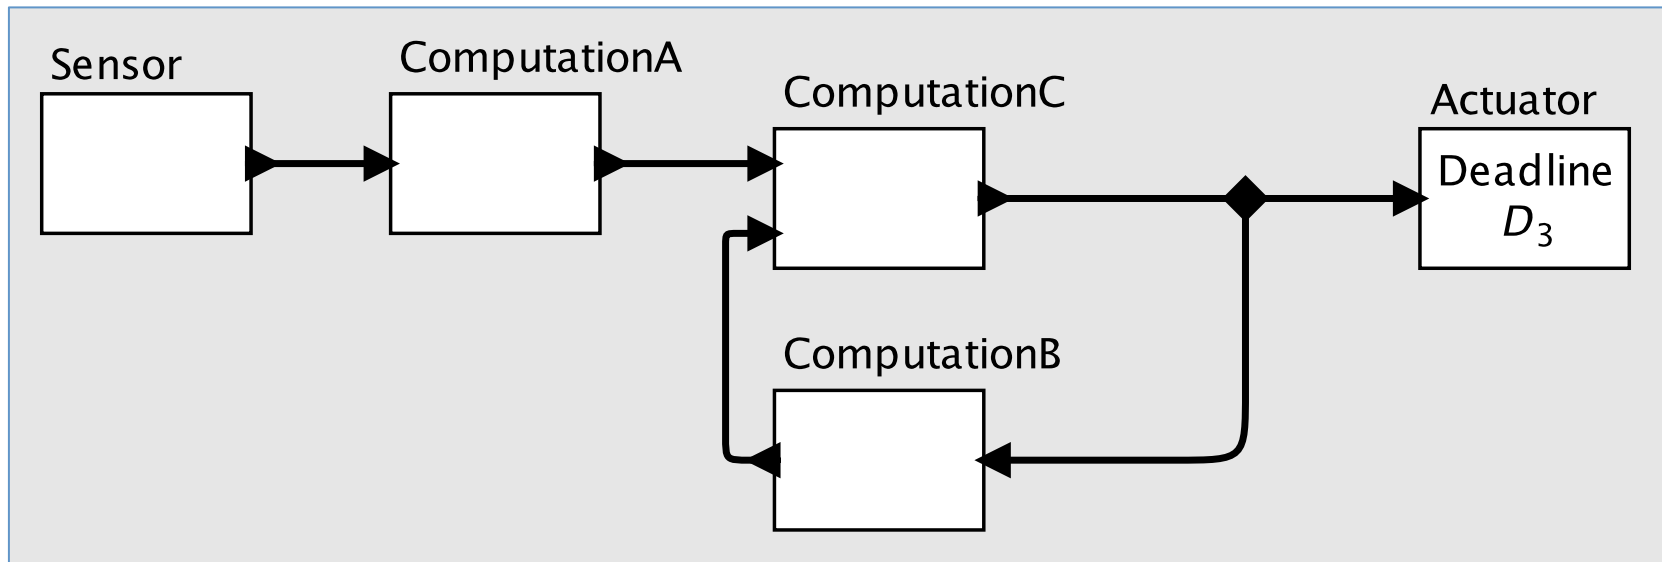 Sensor
ComputationA
ComputationC
Actuator
Deadline
D3
ComputationB